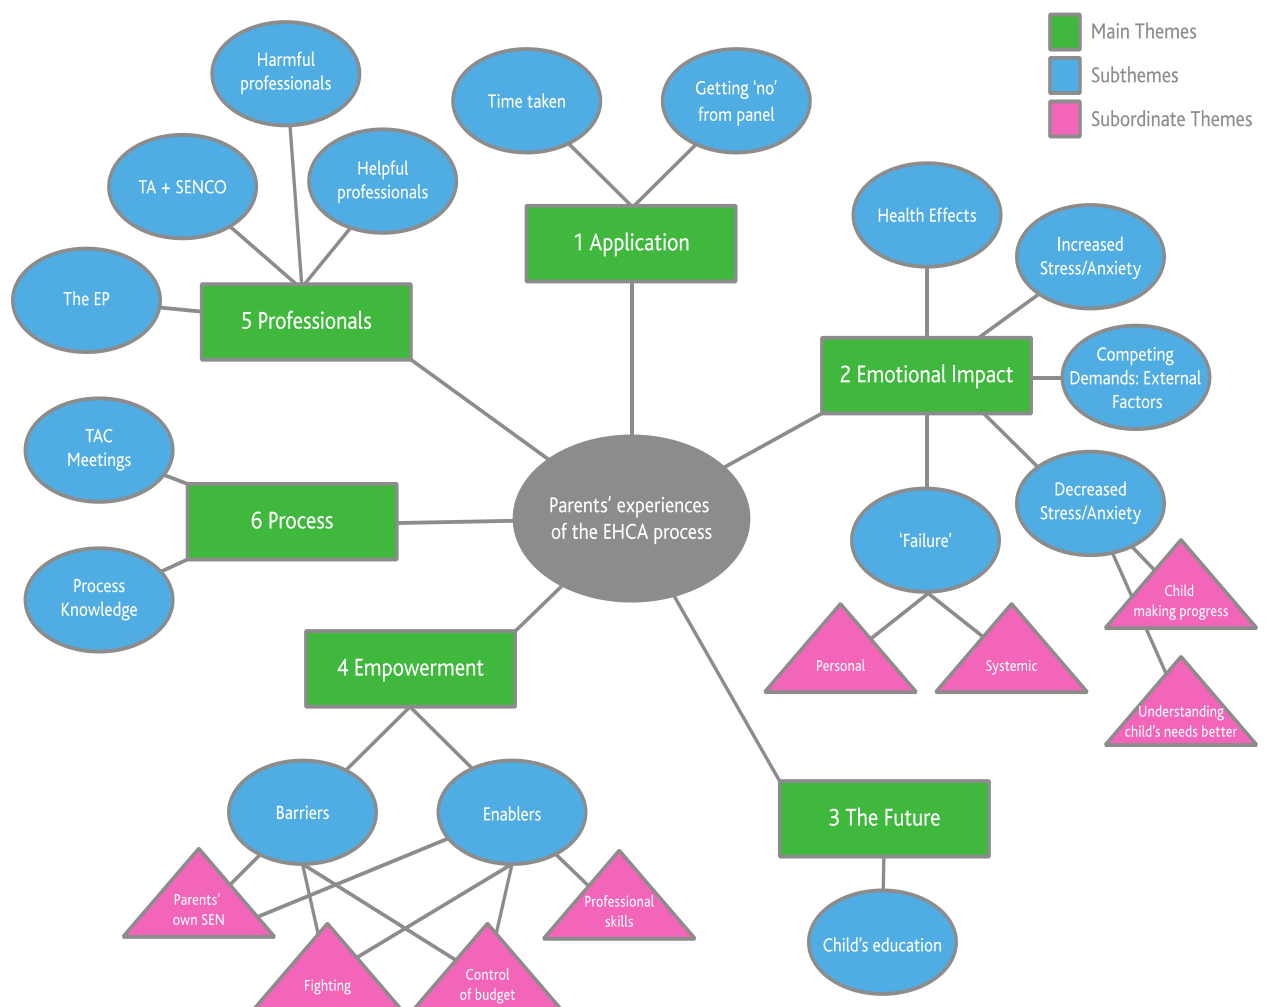 Main Themes
Subthemes
Subordinate Themes
Harmful
professionals
TA + SENCO
Helpful
professionals
The EP
5 Professionals
Time taken
Getting ‘no’
from panel
1 Application
Health Effects
Increased
Stress/Anxiety
2 Emotional Impact
Competing
Demands: External
Factors
Decreased
Stress/Anxiety
‘Failure’
Child
making progress
Personal
Systemic
Understanding
child’s needs better
TAC
Meetings
6 Process
Process
Knowledge
Parents’ experiences
of the EHCA process
4 Empowerment
Barriers
Enablers
Parents’
own SEN
Professional
skills
Fighting
Control
of budget
3 The Future
Child’s education